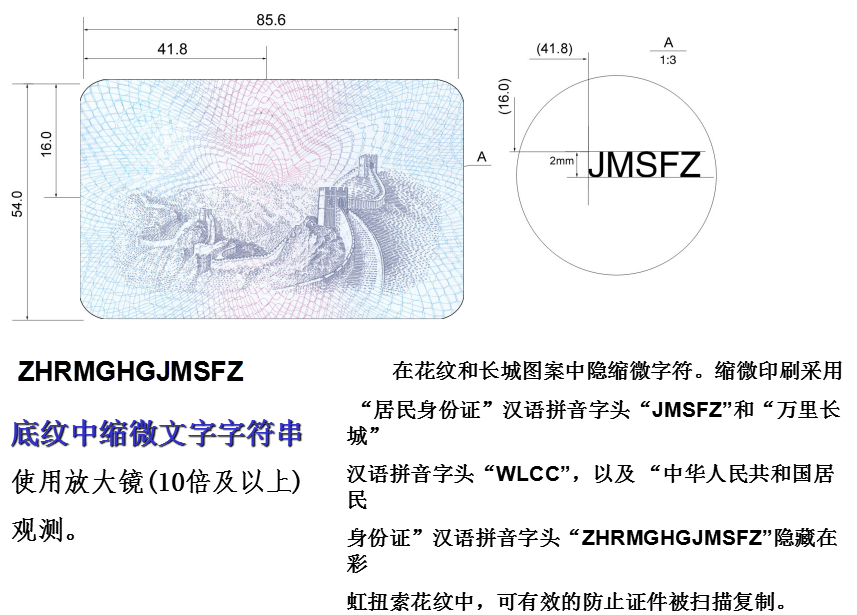 85.6
41.8
16.0
54.0
A
(41.8)
A
1:3
(16.0)
2mm
JMSFZ
ZHRMGHGJMSFZ
底纹中缩微文字字符串
使用放大镜(10倍及以上)
观测。
在花纹和长城图案中隐缩微字符。缩微印刷采用
“居民身份证”汉语拼音字头“JMSFZ”和“万里长
城”
汉语拼音字头“WLCC”，以及 “中华人民共和国居
民
身份证”汉语拼音字头“ZHRMGHGJMSFZ”隐藏在
彩
虹扭索花纹中，可有效的防止证件被扫描复制。